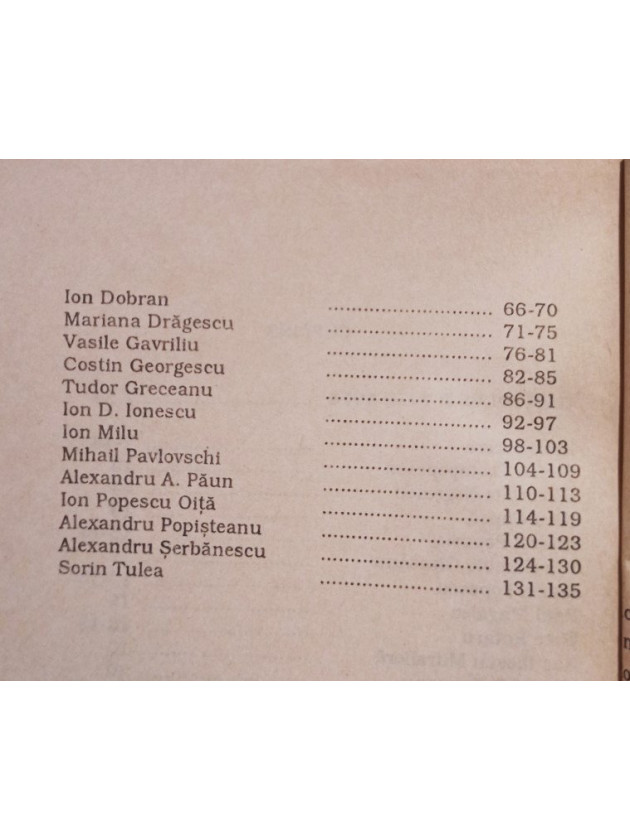 Ion Dobran ............................ 66-70
Mariana Drăgescu ............................ 71-75
Vasile Gavriliu ............................ 76-81
Costin Georgescu ............................ 82-85
Tudor Greceanu ............................ 86-91
Ion D. Ionescu ............................ 92-97
Ion Milu ............................ 98-103
Mihail Pavlovschi ............................ 104-109
Alexandru A. Păun ............................ 110-113
Ion Popescu Oiță ............................ 114-119
Alexandru Popișteanu ............................ 120-123
Alexandru Șerbănescu ............................ 124-130
Sorin Tulea ............................ 131-135